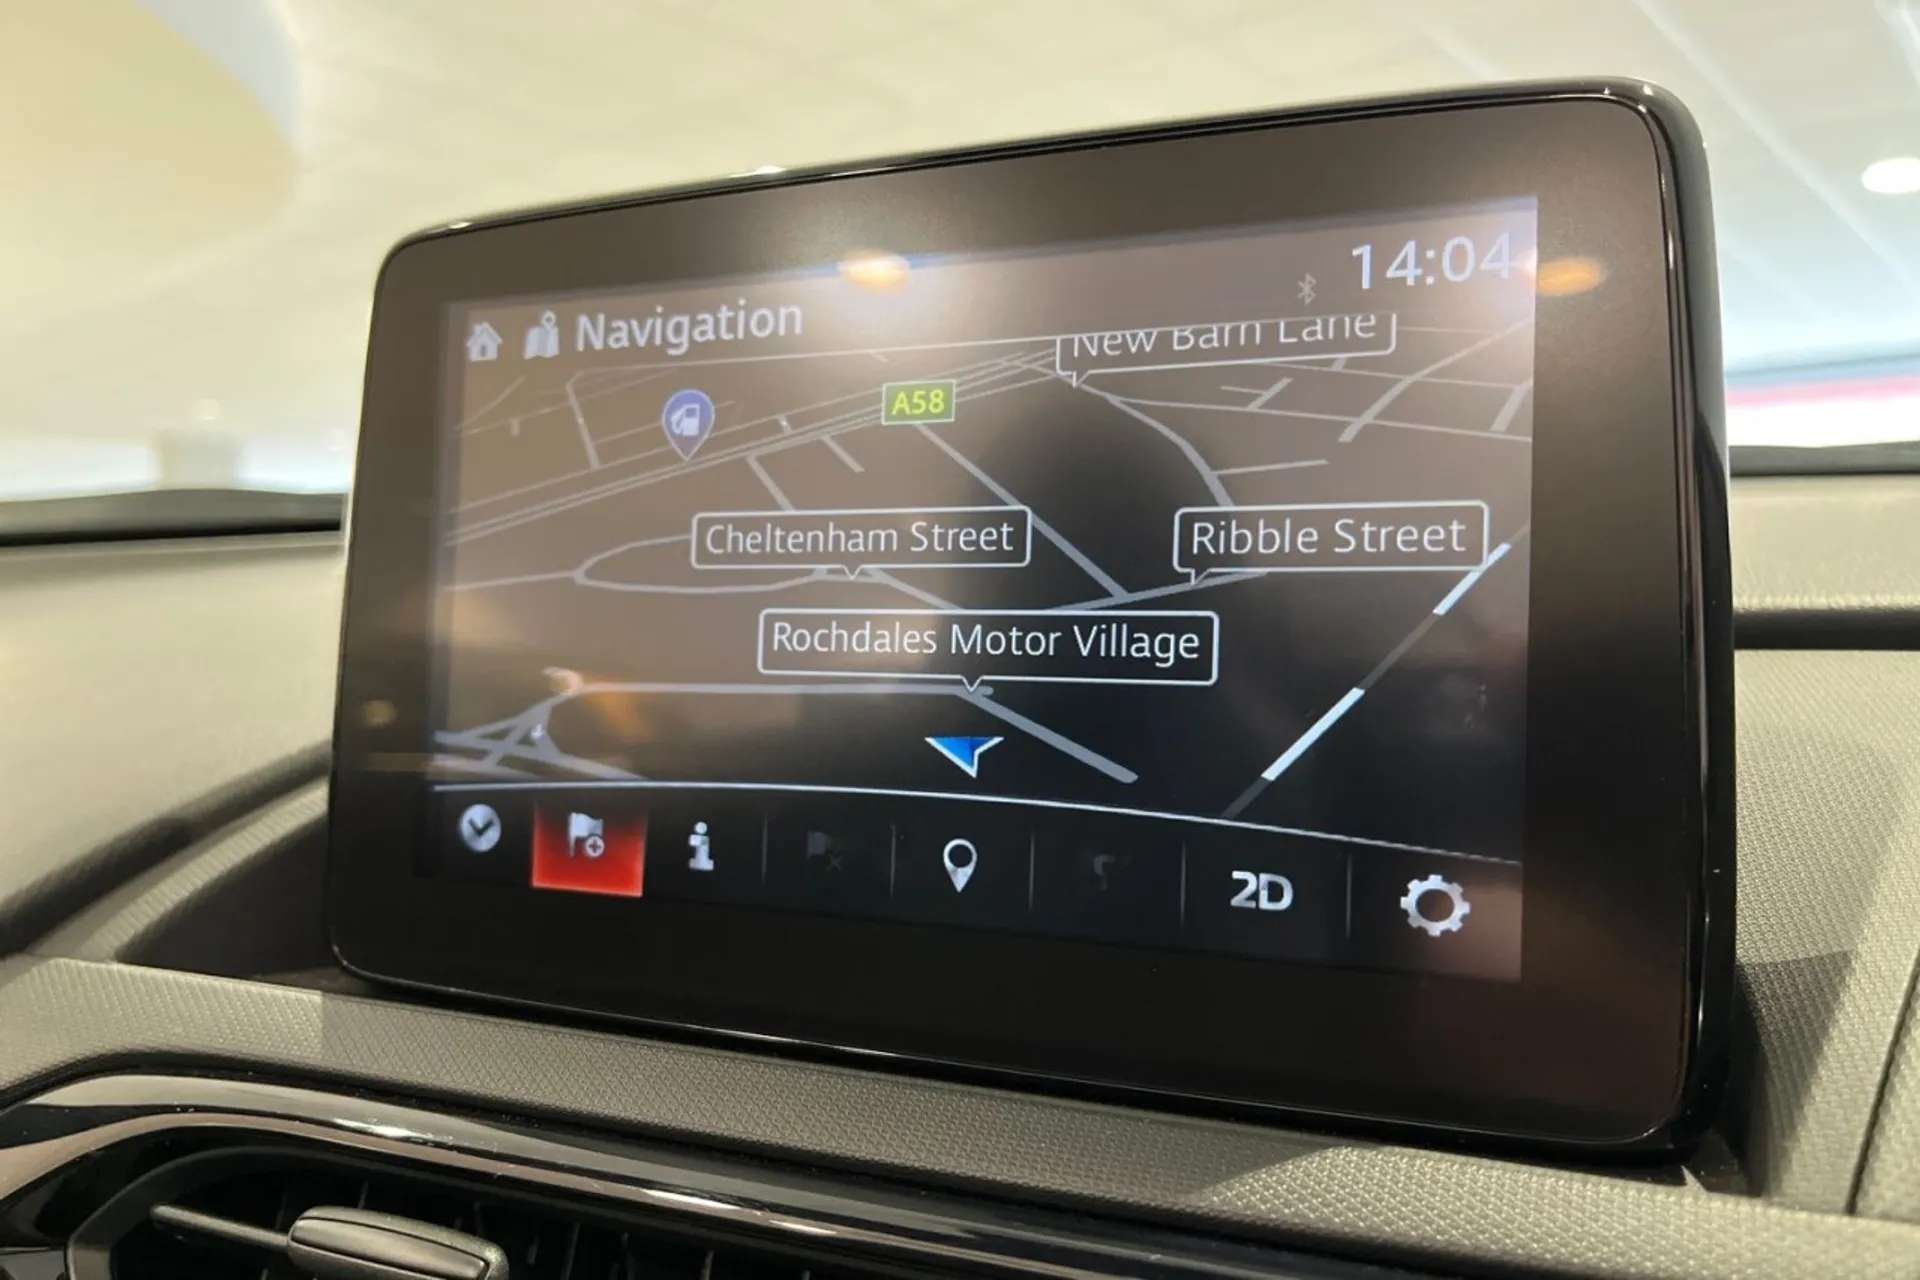 Navigation
14:04
New Barn Lane
A58
Cheltenham Street
Ribble Street
Rochdales Motor Village
2D